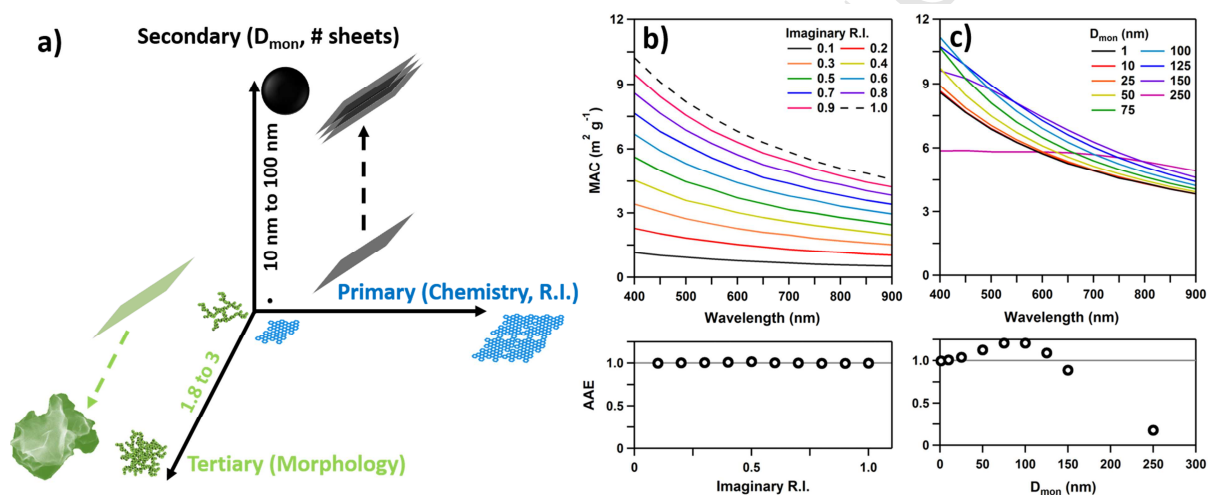 a)
Secondary (Dmon, # sheets)
10 nm to 100 nm
Primary (Chemistry, R.I.)
1.8 to 3
Tertiary (Morphology)
b)
Imaginary R.I.
0.1 0.2
0.3 0.4
0.5 0.6
0.7 0.8
0.9 1.0
MAC (m² g⁻¹)
12
9
6
3
0
400 500 600 700 800 900
Wavelength (nm)
AAE
1.0
0.5
0
0 0.5 1.0
Imaginary R.I.
c)
Dmon (nm)
1 100
10 125
25 150
50 250
75
12
9
6
3
0
400 500 600 700 800 900
Wavelength (nm)
1.0
0.5
0
0 50 100 150 200 250 300
Dmon (nm)